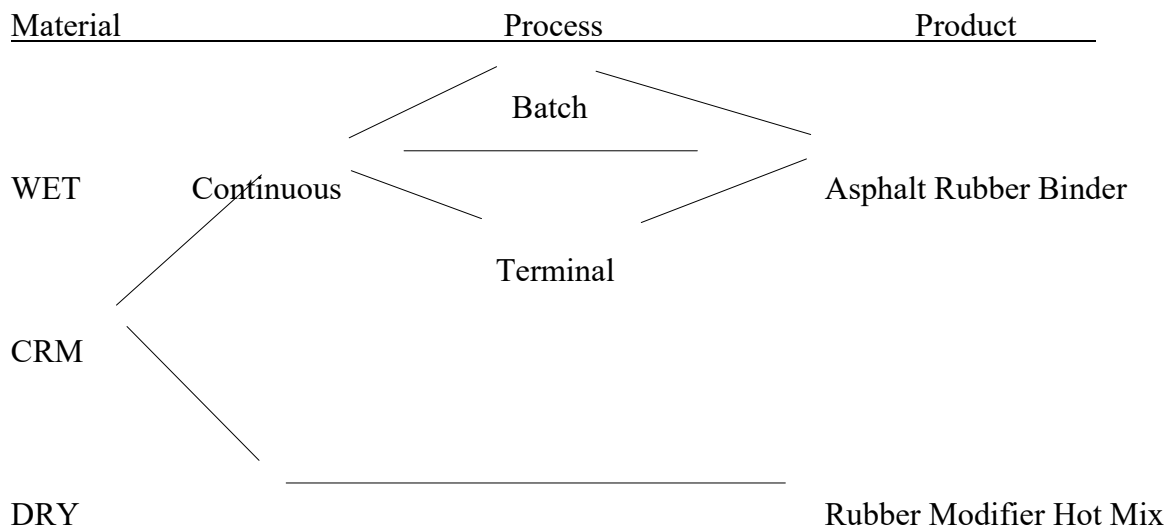 Material Process Product
Batch
WET Continuous Asphalt Rubber Binder
Terminal
CRM
DRY Rubber Modifier Hot Mix